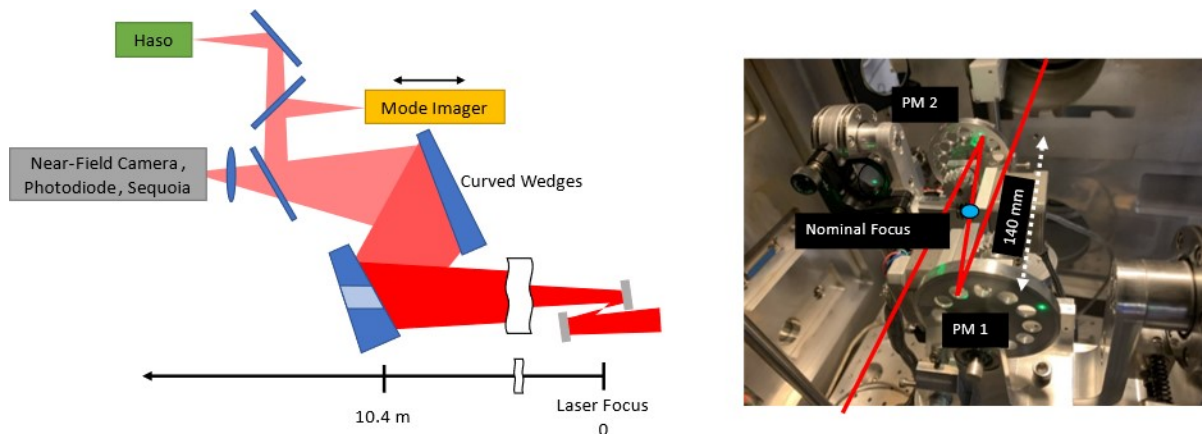 Haso
Mode Imager
Near-Field Camera,
Photodiode, Sequoia
Curved Wedges
10.4 m
Laser Focus
0
PM 2
Nominal Focus
140 mm
PM 1